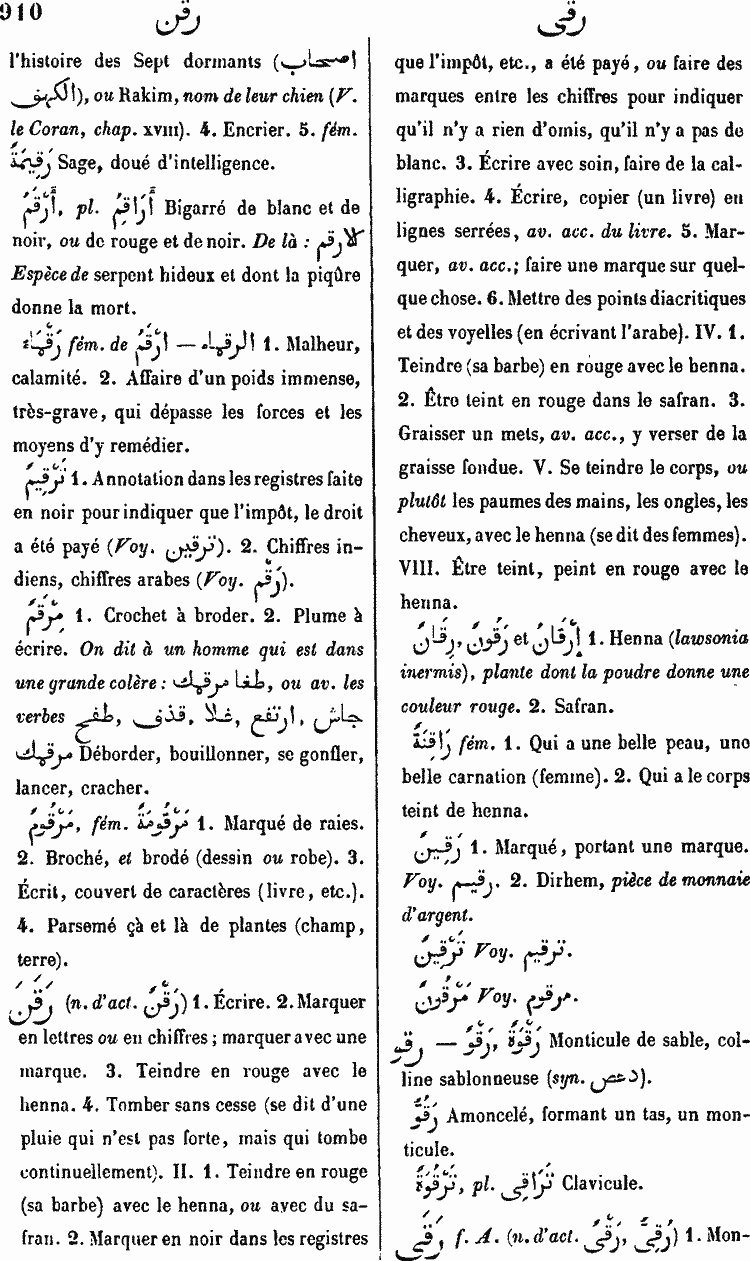 910
رقن
رقى
l'histoire des Sept dormants (اصحاب
الكهف), ou Rakim, nom de leur chien (V.
le Coran, chap. xviii). 4. Encrier. 5. fém.
رَقِيمَةٌ Sage, doué d'intelligence.
أَرْقَمُ, pl. أَرَاقِمُ Bigarré de blanc et de
noir, ou de rouge et de noir. De là : كلارقم
Espèce de serpent hideux et dont la piqûre
donne la mort.
رَقْمَاءُ fém. de أَرْقَمُ — الرقماء 1. Malheur,
calamité. 2. Affaire d'un poids immense,
très-grave, qui dépasse les forces et les
moyens d'y remédier.
تَرْقِيمٌ 1. Annotation dans les registres faite
en noir pour indiquer que l'impôt, le droit
a été payé (Voy. ترقين). 2. Chiffres in-
diens, chiffres arabes (Voy. رَقْم).
مِرْقَمٌ 1. Crochet à broder. 2. Plume à
écrire. On dit à un homme qui est dans
une grande colère : طغا مرقمك, ou av. les
verbes جاش, ارتفع, غلا, قذف, طفح
مرقمك Déborder, bouillonner, se gonfler,
lancer, cracher.
مَرْقُومٌ, fém. مَرْقُومَةٌ 1. Marqué de raies.
2. Broché, et brodé (dessin ou robe). 3.
Écrit, couvert de caractères (livre, etc.).
4. Parsemé çà et là de plantes (champ,
terre).
رَقَنَ (n. d'act. رَقْنٌ) 1. Écrire. 2. Marquer
en lettres ou en chiffres ; marquer avec une
marque. 3. Teindre en rouge avec le
henna. 4. Tomber sans cesse (se dit d'une
pluie qui n'est pas forte, mais qui tombe
continuellement). II. 1. Teindre en rouge
(sa barbe) avec le henna, ou avec du sa-
fran. 2. Marquer en noir dans les registres
que l'impôt, etc., a été payé, ou faire des
marques entre les chiffres pour indiquer
qu'il n'y a rien d'omis, qu'il n'y a pas de
blanc. 3. Écrire avec soin, faire de la cal-
ligraphie. 4. Écrire, copier (un livre) en
lignes serrées, av. acc. du livre. 5. Mar-
quer, av. acc.; faire une marque sur quel-
que chose. 6. Mettre des points diacritiques
et des voyelles (en écrivant l'arabe). IV. 1.
Teindre (sa barbe) en rouge avec le henna.
2. Être teint en rouge dans le safran. 3.
Graisser un mets, av. acc., y verser de la
graisse fondue. V. Se teindre le corps, ou
plutôt les paumes des mains, les ongles, les
cheveux, avec le henna (se dit des femmes).
VIII. Être teint, peint en rouge avec le
henna.
رِقَانٌ, رَقُونٌ et إِرْقَانٌ 1. Henna (lawsonia
inermis), plante dont la poudre donne une
couleur rouge. 2. Safran.
رَاقِنَةٌ fém. 1. Qui a une belle peau, une
belle carnation (femme). 2. Qui a le corps
teint de henna.
رَقِينٌ 1. Marqué, portant une marque.
Voy. رقيم. 2. Dirhem, pièce de monnaie
d'argent.
تَرْقِينٌ Voy. ترقيم.
مَرْقُونٌ Voy. مرقوم.
رقو — رَقْوٌ, رَقْوَةٌ Monticule de sable, col-
line sablonneuse (syn. دعص).
رَقُوٌّ Amoncelé, formant un tas, un mon-
ticule.
تَرْقُوَةٌ, pl. تَرَاقِى Clavicule.
رَقَى f. A. (n. d'act. رَقْىٌ, رُقِىٌّ) 1. Mon-